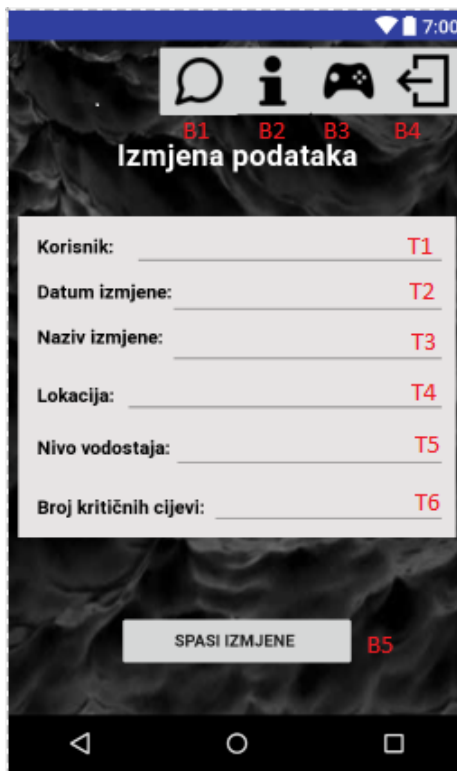 7:00
B1 B2 B3 B4
Izmjena podataka
Korisnik: T1
Datum izmjene: T2
Naziv izmjene: T3
Lokacija: T4
Nivo vodostaja: T5
Broj kritičnih cijevi: T6
SPASI IZMJENE B5